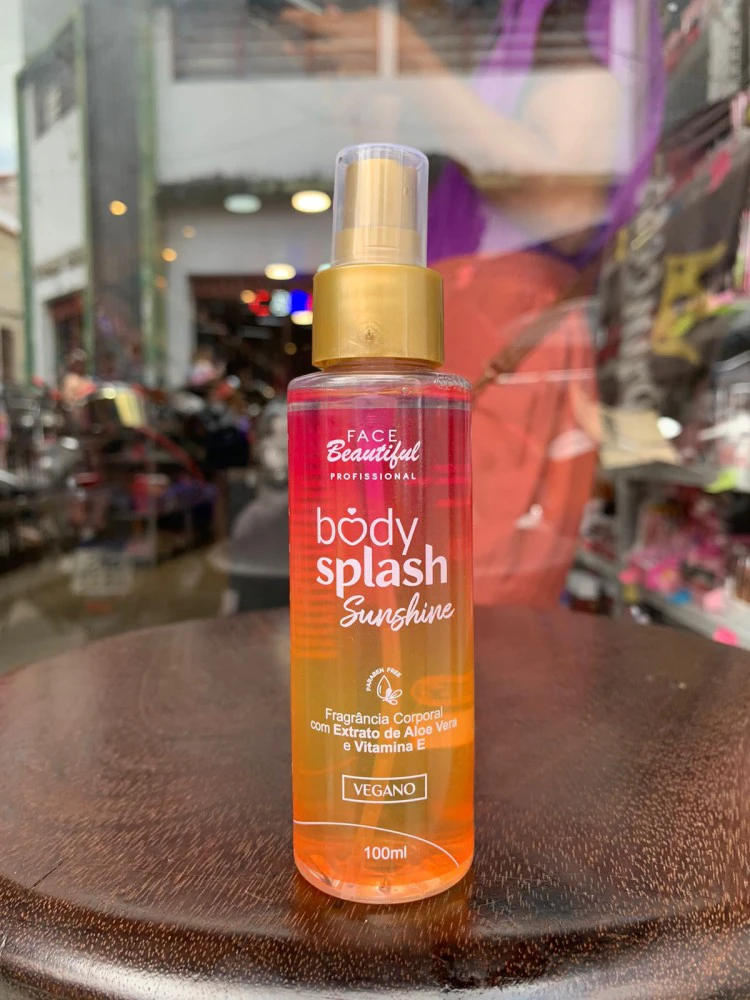 FACE
Beautiful
PROFISSIONAL
body
splash
Sunshine
PARABEN FREE
Fragrância Corporal
com Extrato de Aloe Vera
e Vitamina E
VEGANO
100ml